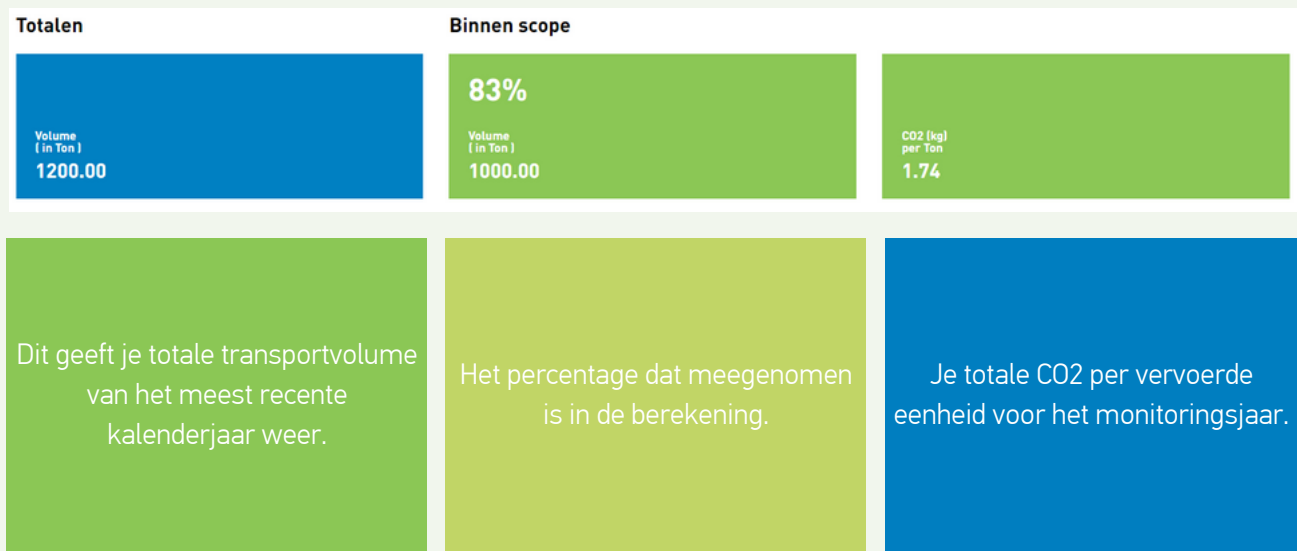 Totalen
Binnen scope
Volume
( in Ton )
1200.00
83%
Volume
( in Ton )
1000.00
CO2 (kg)
per Ton
1.74
Dit geeft je totale transportvolume
van het meest recente
kalenderjaar weer.
Het percentage dat meegenomen
is in de berekening.
Je totale CO2 per vervoerde
eenheid voor het monitoringsjaar.